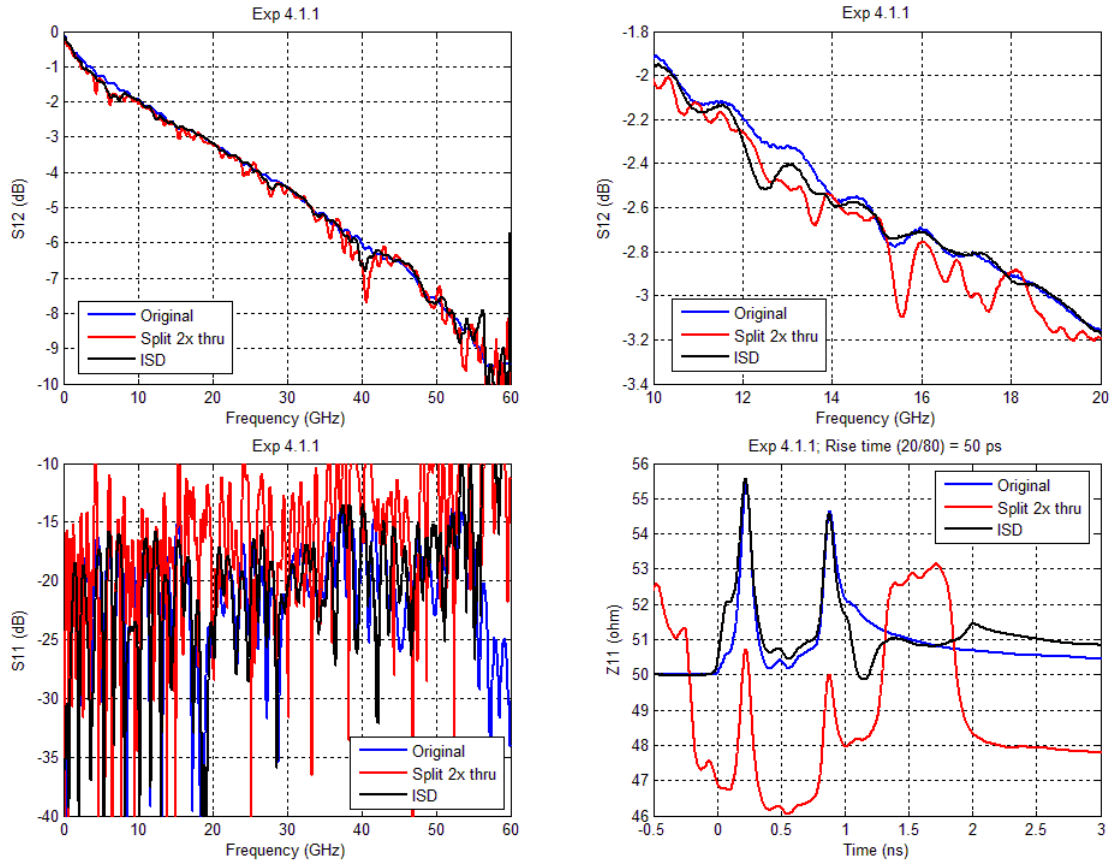 Exp 4.1.1
0
-1
-2
-3
-4
-5
-6
-7
-8
-9
-10
S12 (dB)
Original
Split 2x thru
ISD
0 10 20 30 40 50 60
Frequency (GHz)
Exp 4.1.1
-1.8
-2
-2.2
-2.4
-2.6
-2.8
-3
-3.2
-3.4
S12 (dB)
Original
Split 2x thru
ISD
10 12 14 16 18 20
Frequency (GHz)
Exp 4.1.1
-10
-15
-20
-25
-30
-35
-40
S11 (dB)
Original
Split 2x thru
ISD
0 10 20 30 40 50 60
Frequency (GHz)
Exp 4.1.1; Rise time (20/80) = 50 ps
56
55
54
53
52
51
50
49
48
47
46
Z11 (ohm)
Original
Split 2x thru
ISD
-0.5 0 0.5 1 1.5 2 2.5 3
Time (ns)